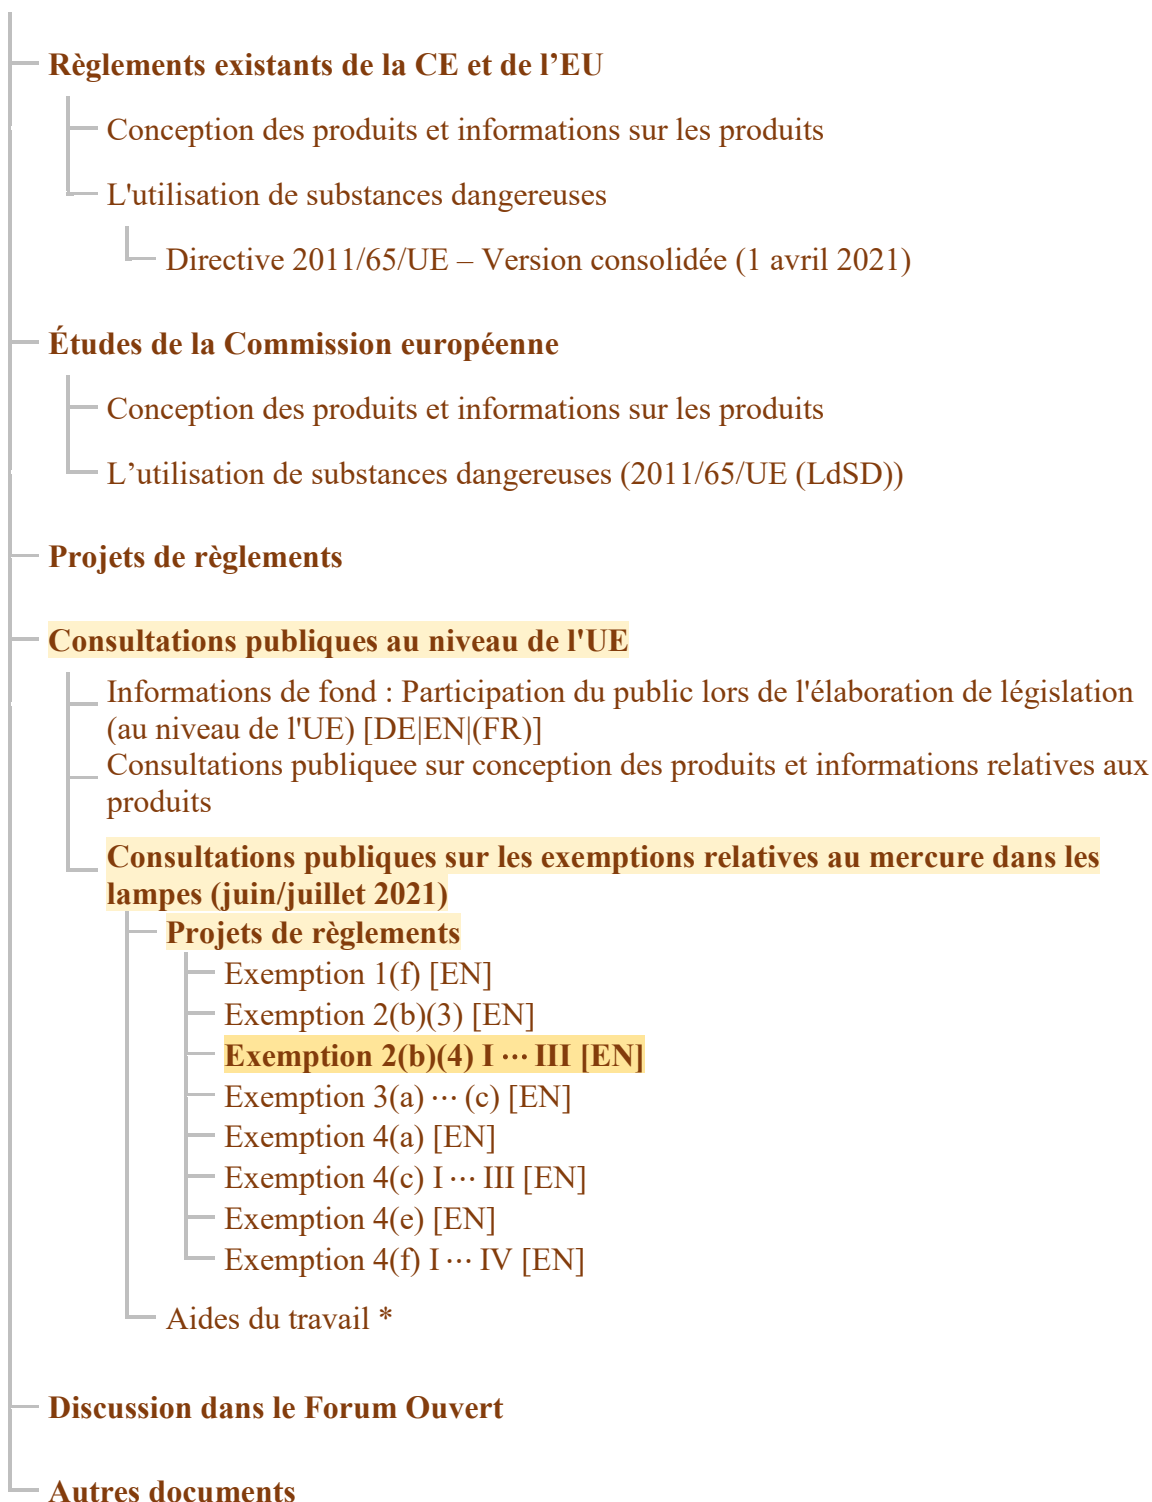 Règlements existants de la CE et de l’EU
Conception des produits et informations sur les produits
L'utilisation de substances dangereuses
Directive 2011/65/UE – Version consolidée (1 avril 2021)
Études de la Commission européenne
Conception des produits et informations sur les produits
L’utilisation de substances dangereuses (2011/65/UE (LdSD))
Projets de règlements
Consultations publiques au niveau de l'UE
Informations de fond : Participation du public lors de l'élaboration de législation
(au niveau de l'UE) [DE|EN|(FR)]
Consultations publiquee sur conception des produits et informations relatives aux
produits
Consultations publiques sur les exemptions relatives au mercure dans les
lampes (juin/juillet 2021)
Projets de règlements
Exemption 1(f) [EN]
Exemption 2(b)(3) [EN]
Exemption 2(b)(4) I ··· III [EN]
Exemption 3(a) ··· (c) [EN]
Exemption 4(a) [EN]
Exemption 4(c) I ··· III [EN]
Exemption 4(e) [EN]
Exemption 4(f) I ··· IV [EN]
Aides du travail *
Discussion dans le Forum Ouvert
Autres documents